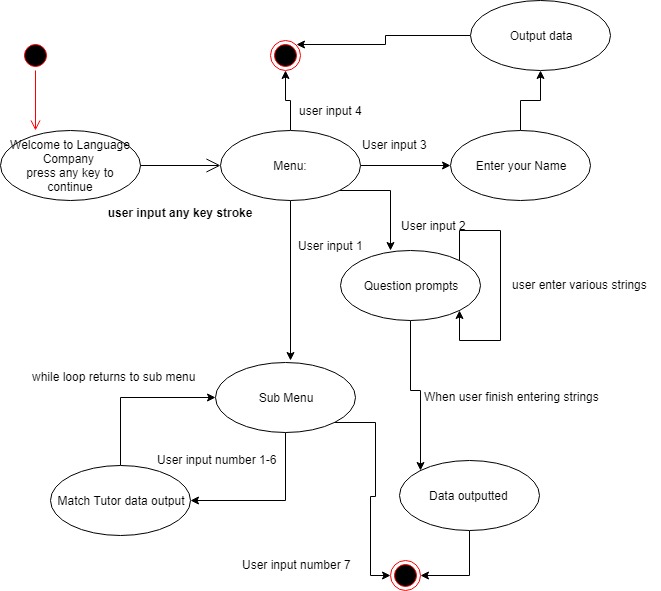 Output data
user input 4
Welcome to Language
Company
press any key to
continue
Menu:
User input 3
Enter your Name
user input any key stroke
User input 2
User input 1
Question prompts
user enter various strings
while loop returns to sub menu
Sub Menu
When user finish entering strings
User input number 1-6
Match Tutor data output
Data outputted
User input number 7